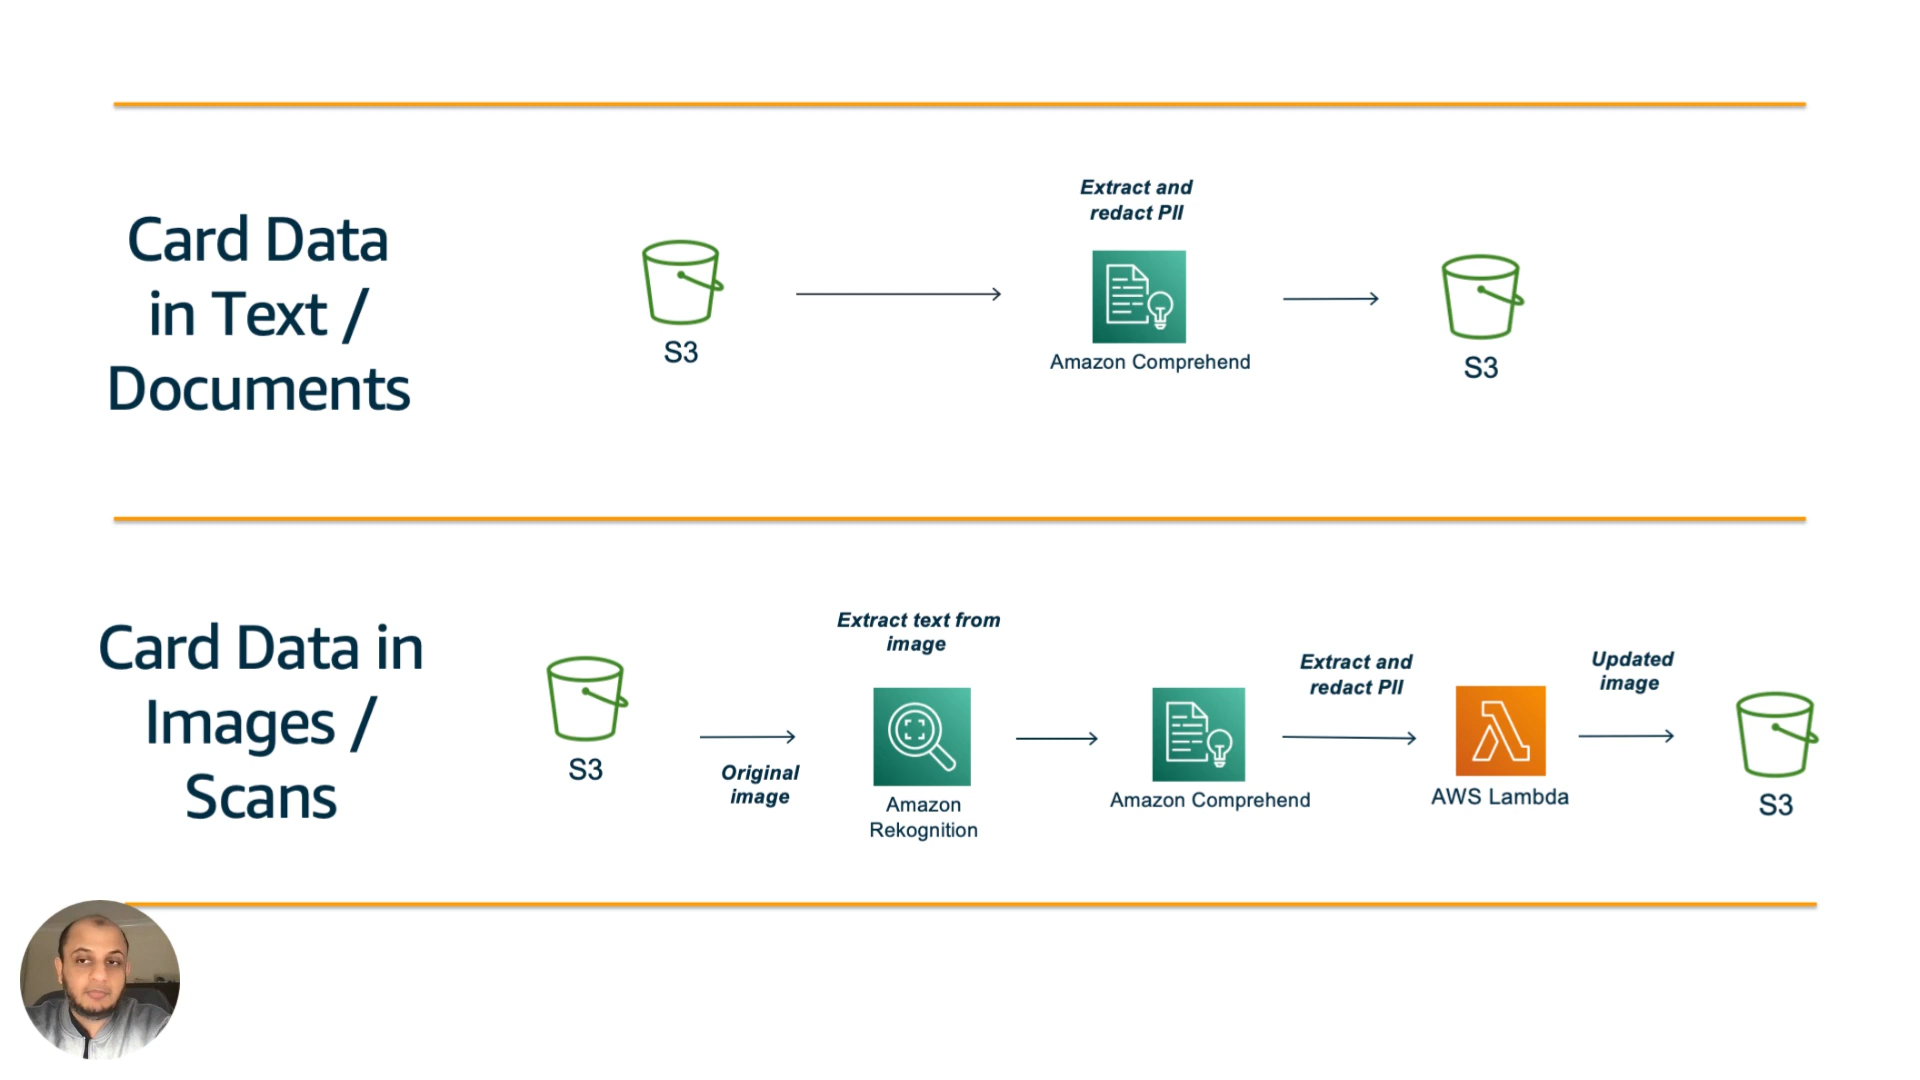 Card Data
in Text /
Documents
S3
Extract and
redact PII
Amazon Comprehend
S3
Card Data in
Images /
Scans
S3
Original
image
Extract text from
image
Amazon
Rekognition
Amazon Comprehend
Extract and
redact PII
AWS Lambda
Updated
image
S3